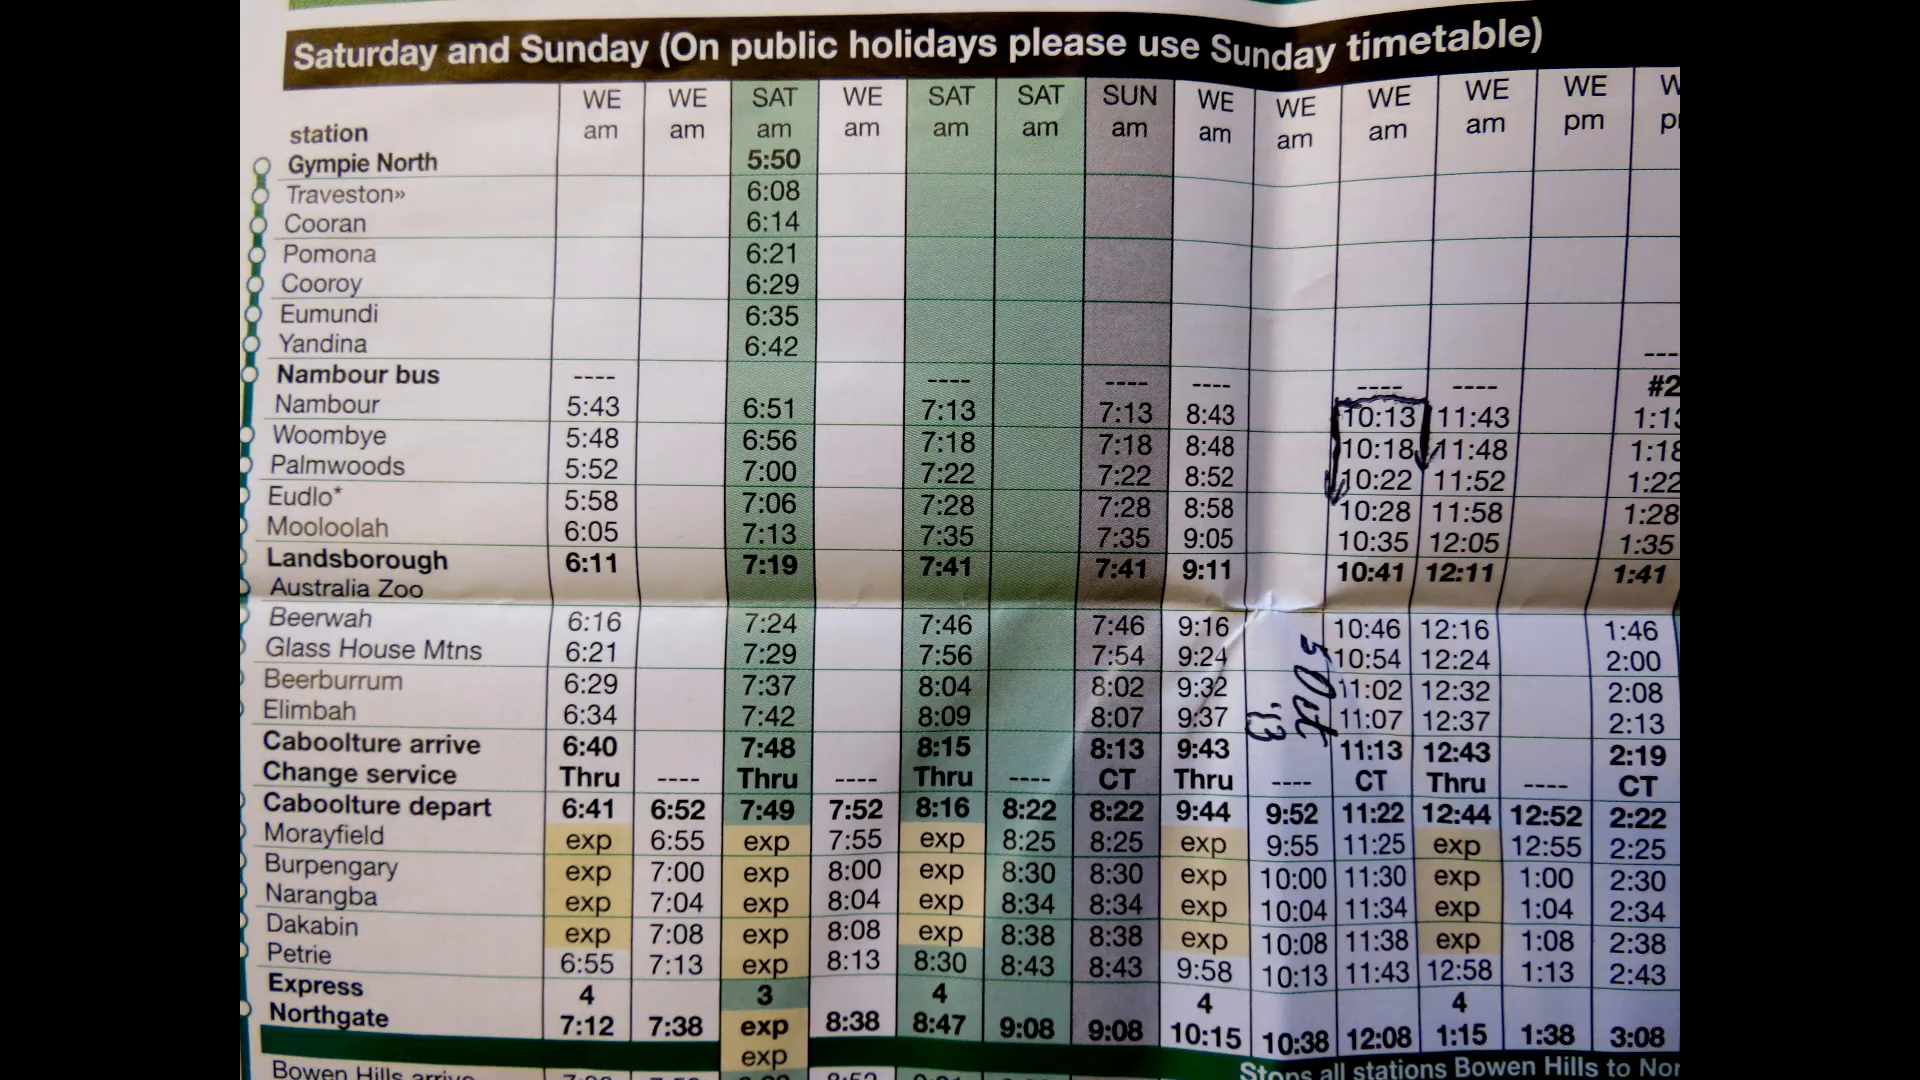 Saturday and Sunday (On public holidays please use Sunday timetable)
WE WE SAT WE SAT SAT SUN WE WE WE WE WE
station am am am am am am am am am am am pm
Gympie North 5:50
Traveston» 6:08
Cooran 6:14
Pomona 6:21
Cooroy 6:29
Eumundi 6:35
Yandina 6:42
Nambour bus ---- ---- ---- ---- ---- ---- #2
Nambour 5:43 6:51 7:13 7:13 8:43 10:13 11:43 1:13
Woombye 5:48 6:56 7:18 7:18 8:48 10:18 11:48 1:18
Palmwoods 5:52 7:00 7:22 7:22 8:52 10:22 11:52 1:22
Eudlo* 5:58 7:06 7:28 7:28 8:58 10:28 11:58 1:28
Mooloolah 6:05 7:13 7:35 7:35 9:05 10:35 12:05 1:35
Landsborough 6:11 7:19 7:41 7:41 9:11 10:41 12:11 1:41
Australia Zoo
Beerwah 6:16 7:24 7:46 7:46 9:16 10:46 12:16 1:46
Glass House Mtns 6:21 7:29 7:56 7:54 9:24 10:54 12:24 2:00
Beerburrum 6:29 7:37 8:04 8:02 9:32 11:02 12:32 2:08
Elimbah 6:34 7:42 8:09 8:07 9:37 11:07 12:37 2:13
5 Oct '13
Caboolture arrive 6:40 7:48 8:15 8:13 9:43 11:13 12:43 2:19
Change service Thru ---- Thru ---- Thru ---- CT Thru ---- CT Thru ---- CT
Caboolture depart 6:41 6:52 7:49 7:52 8:16 8:22 8:22 9:44 9:52 11:22 12:44 12:52 2:22
Morayfield exp 6:55 exp 7:55 exp 8:25 8:25 exp 9:55 11:25 exp 12:55 2:25
Burpengary exp 7:00 exp 8:00 exp 8:30 8:30 exp 10:00 11:30 exp 1:00 2:30
Narangba exp 7:04 exp 8:04 exp 8:34 8:34 exp 10:04 11:34 exp 1:04 2:34
Dakabin exp 7:08 exp 8:08 exp 8:38 8:38 exp 10:08 11:38 exp 1:08 2:38
Petrie 6:55 7:13 exp 8:13 8:30 8:43 8:43 9:58 10:13 11:43 12:58 1:13 2:43
Express 4 3 4 4 4
Northgate 7:12 7:38 exp 8:38 8:47 9:08 9:08 10:15 10:38 12:08 1:15 1:38 3:08
exp
Stops all stations Bowen Hills to
Bowen Hills arrive